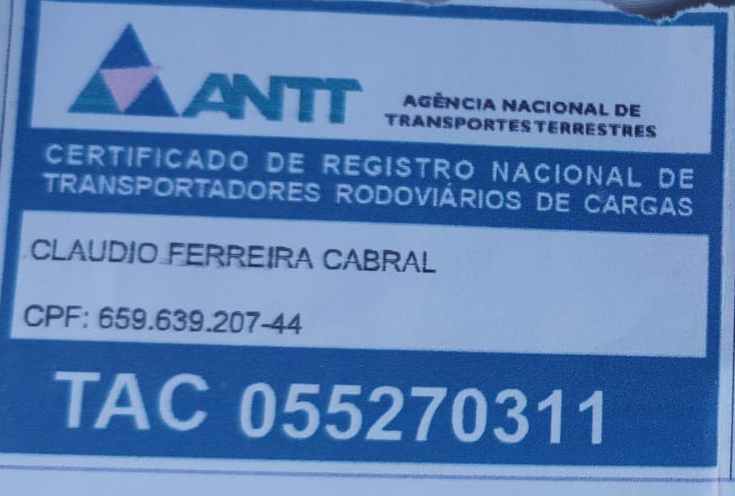 ANTT
AGÊNCIA NACIONAL DE
TRANSPORTES TERRESTRES
CERTIFICADO DE REGISTRO NACIONAL DE
TRANSPORTADORES RODOVIÁRIOS DE CARGAS
CLAUDIO FERREIRA CABRAL
CPF: 659.639.207-44
TAC 055270311